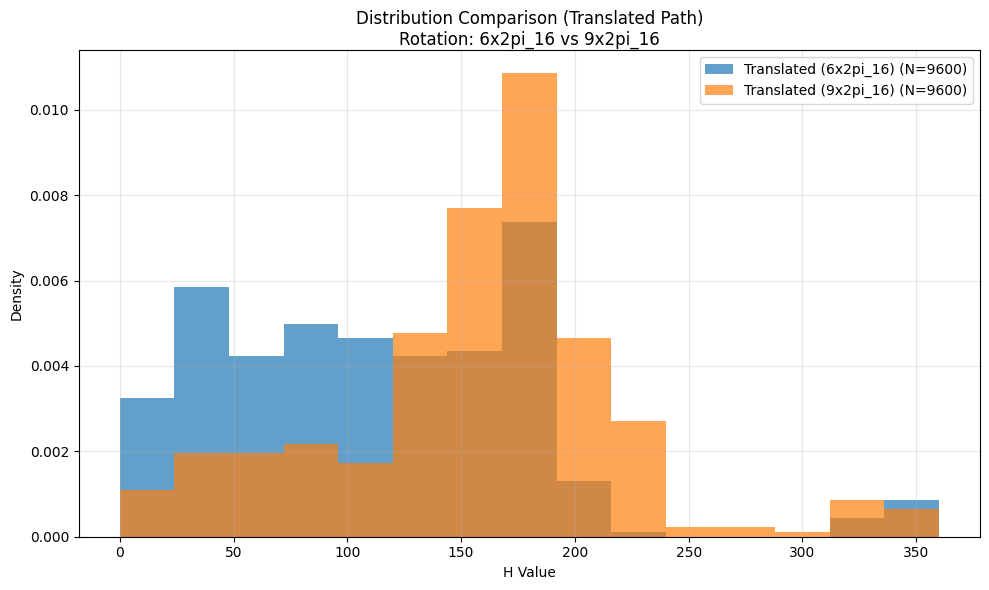 Distribution Comparison (Translated Path)
Rotation: 6x2pi_16 vs 9x2pi_16
Translated (6x2pi_16) (N=9600)
Translated (9x2pi_16) (N=9600)
Density
0.010
0.008
0.006
0.004
0.002
0.000
0 50 100 150 200 250 300 350
H Value